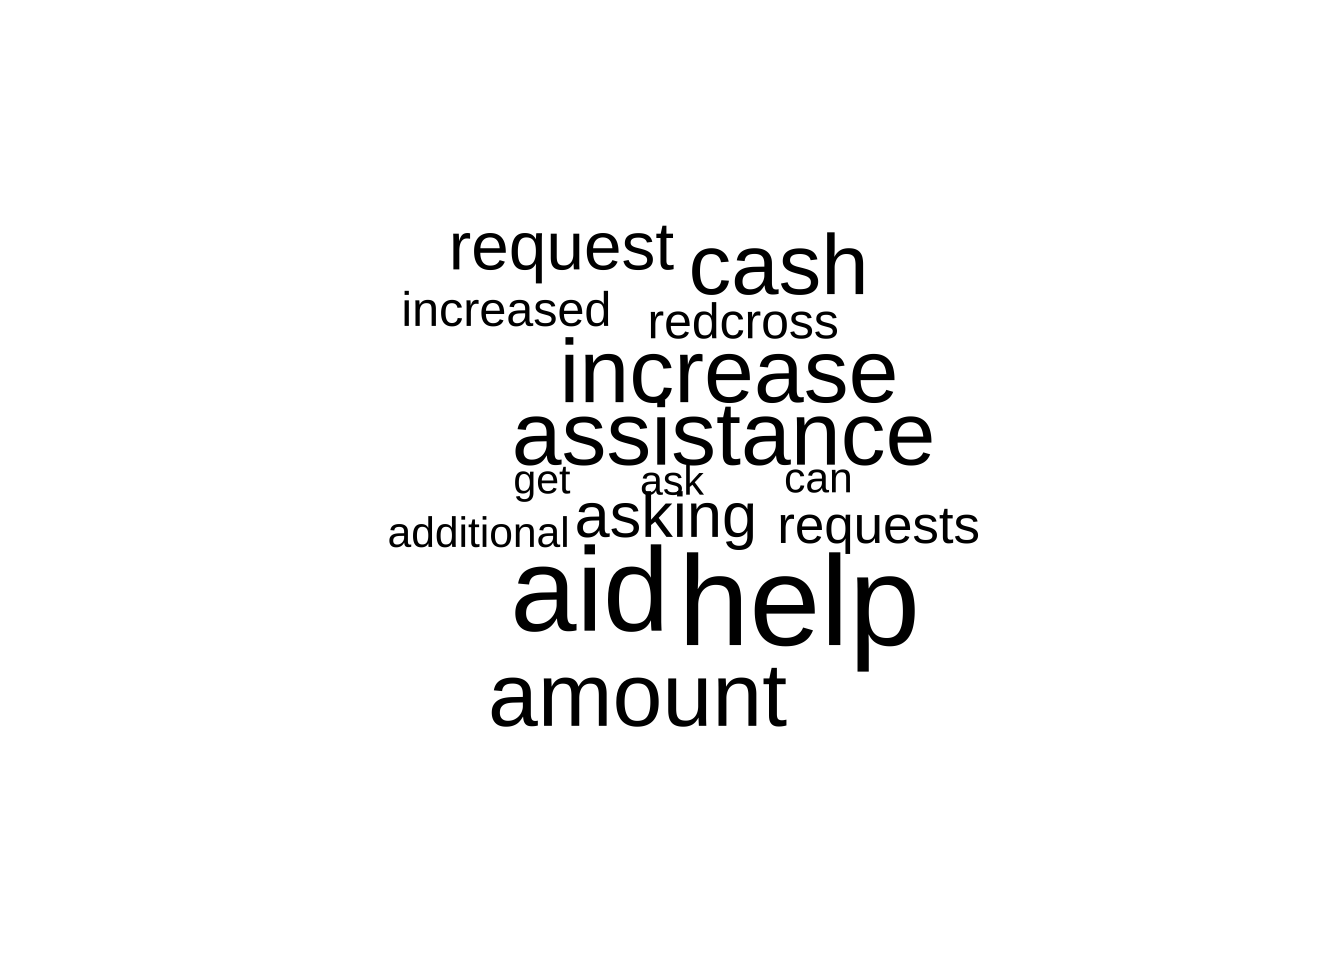 request cash
increased redcross
increase
assistance
get ask can
additional asking requests
aid help
amount